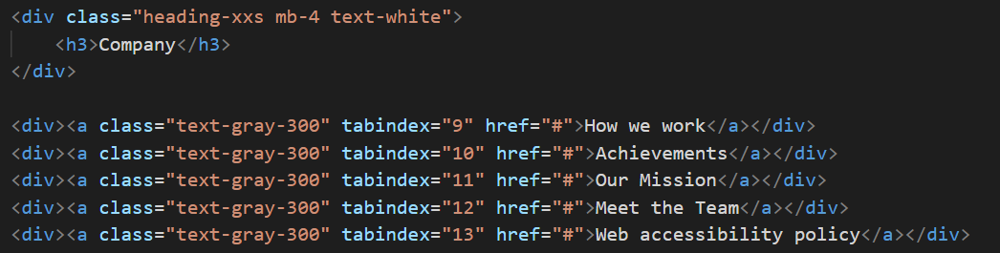 <div class="heading-xxs mb-4 text-white">
<h3>Company</h3>
</div>
<div><a class="text-gray-300" tabindex="9" href="#">How we work</a></div>
<div><a class="text-gray-300" tabindex="10" href="#">Achievements</a></div>
<div><a class="text-gray-300" tabindex="11" href="#">Our Mission</a></div>
<div><a class="text-gray-300" tabindex="12" href="#">Meet the Team</a></div>
<div><a class="text-gray-300" tabindex="13" href="#">Web accessibility policy</a></div>